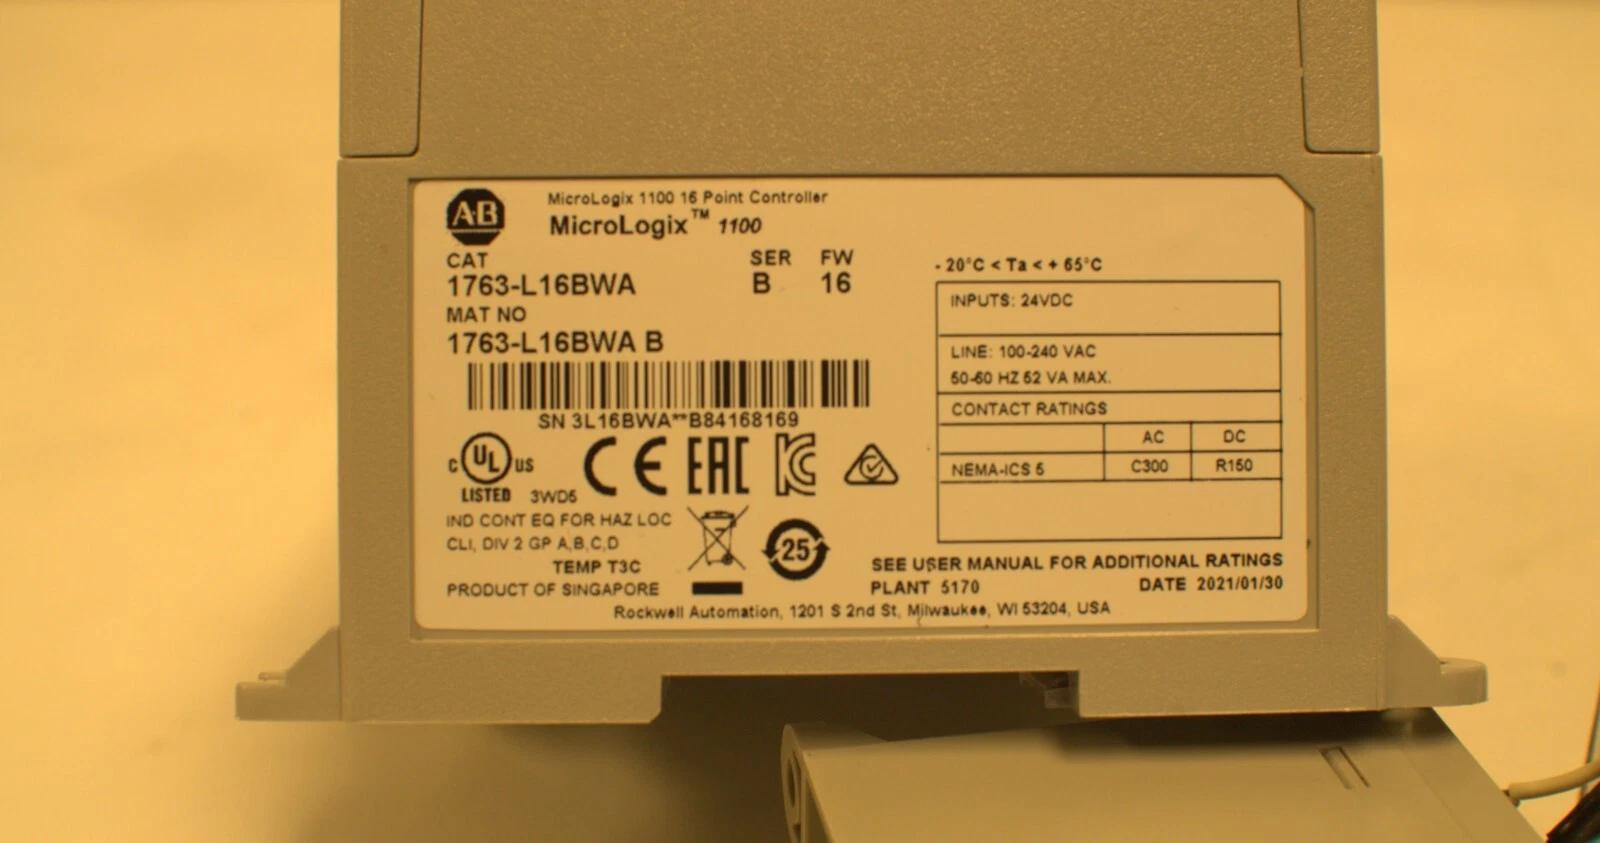 AB
MicroLogix 1100 16 Point Controller
MicroLogix™ 1100
CAT SER FW
1763-L16BWA B 16
MAT NO
1763-L16BWA B
SN 3L16BWA**B84168169
C UL US
LISTED 3WD5
CE EAC KC
IND CONT EQ FOR HAZ LOC
CLI, DIV 2 GP A,B,C,D
TEMP T3C
25
PRODUCT OF SINGAPORE
-20°C < Ta < + 65°C
INPUTS: 24VDC
LINE: 100-240 VAC
50-60 HZ 52 VA MAX.
CONTACT RATINGS
AC DC
NEMA-ICS 5 C300 R150
SEE USER MANUAL FOR ADDITIONAL RATINGS
PLANT 5170 DATE 2021/01/30
Rockwell Automation, 1201 S 2nd St, Milwaukee, WI 53204, USA